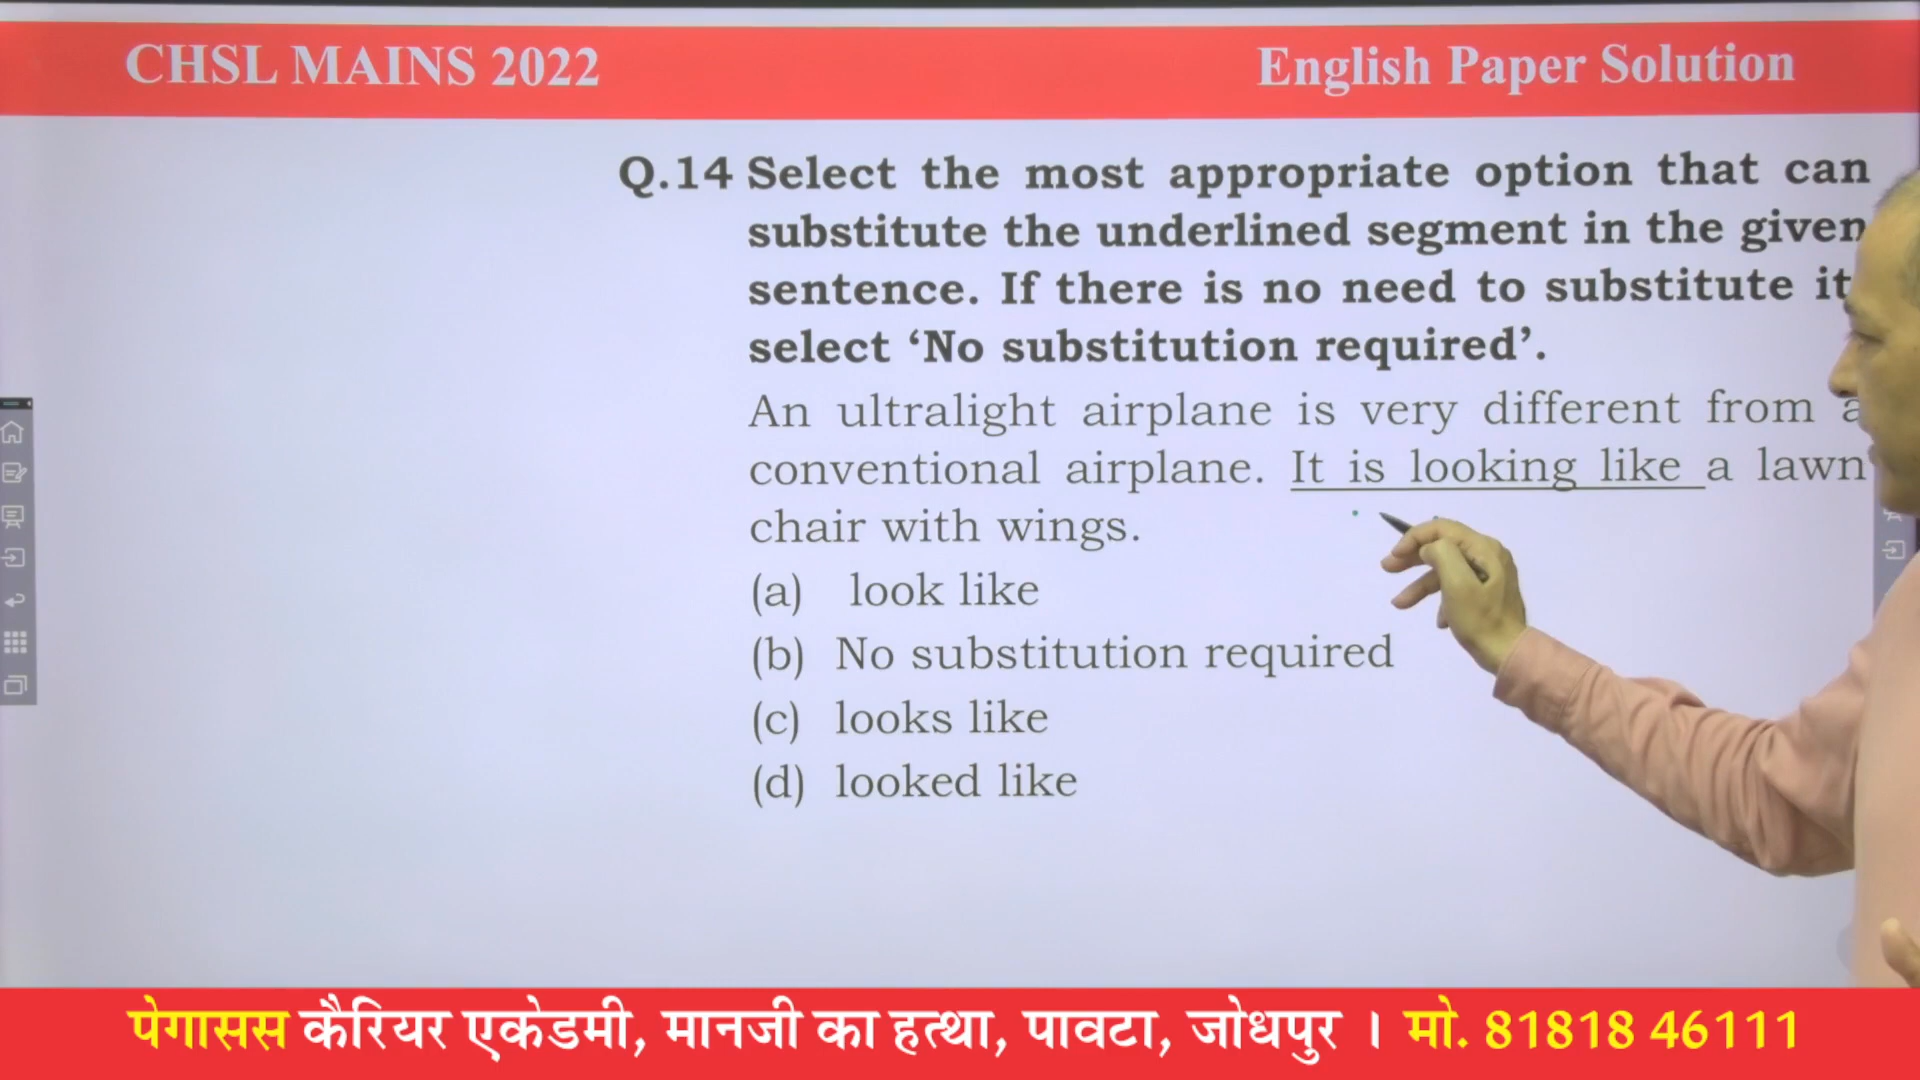 CHSL MAINS 2022
English Paper Solution
Q.14 Select the most appropriate option that can
substitute the underlined segment in the given
sentence. If there is no need to substitute it
select ‘No substitution required’.
An ultralight airplane is very different from a
conventional airplane. It is looking like a lawn
chair with wings.
(a) look like
(b) No substitution required
(c) looks like
(d) looked like
पेगासस कैरियर एकेडमी, मानजी का हत्था, पावटा, जोधपुर । मो. 81818 46111